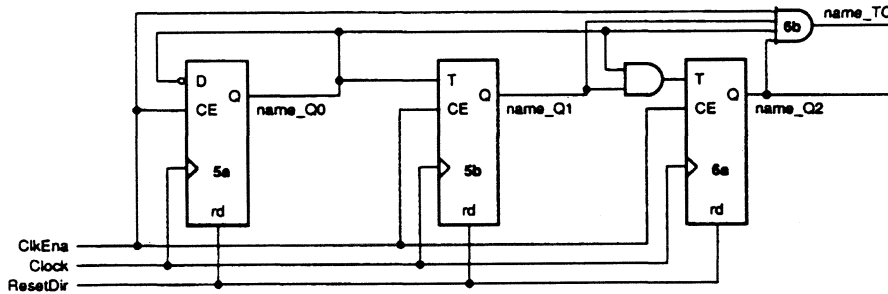 name_TC
6b
D
Q
CE
5a
rd
name_Q0
T
Q
CE
5b
rd
name_Q1
T
Q
CE
6a
rd
name_Q2
ClkEna
Clock
ResetDir